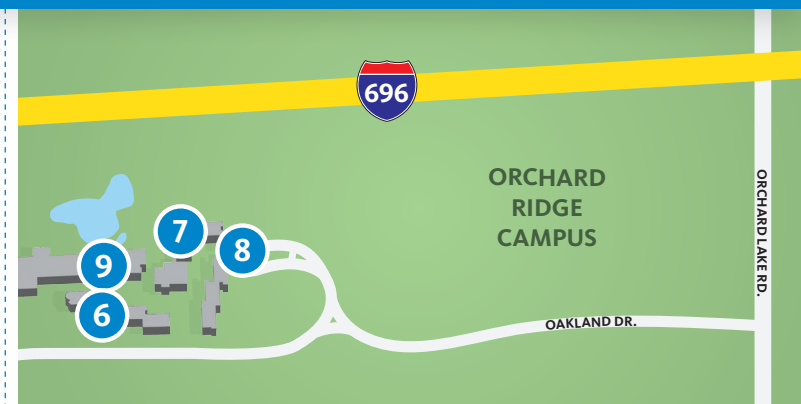 696
ORCHARD
RIDGE
CAMPUS
ORCHARD LAKE RD.
7
8
9
6
OAKLAND DR.